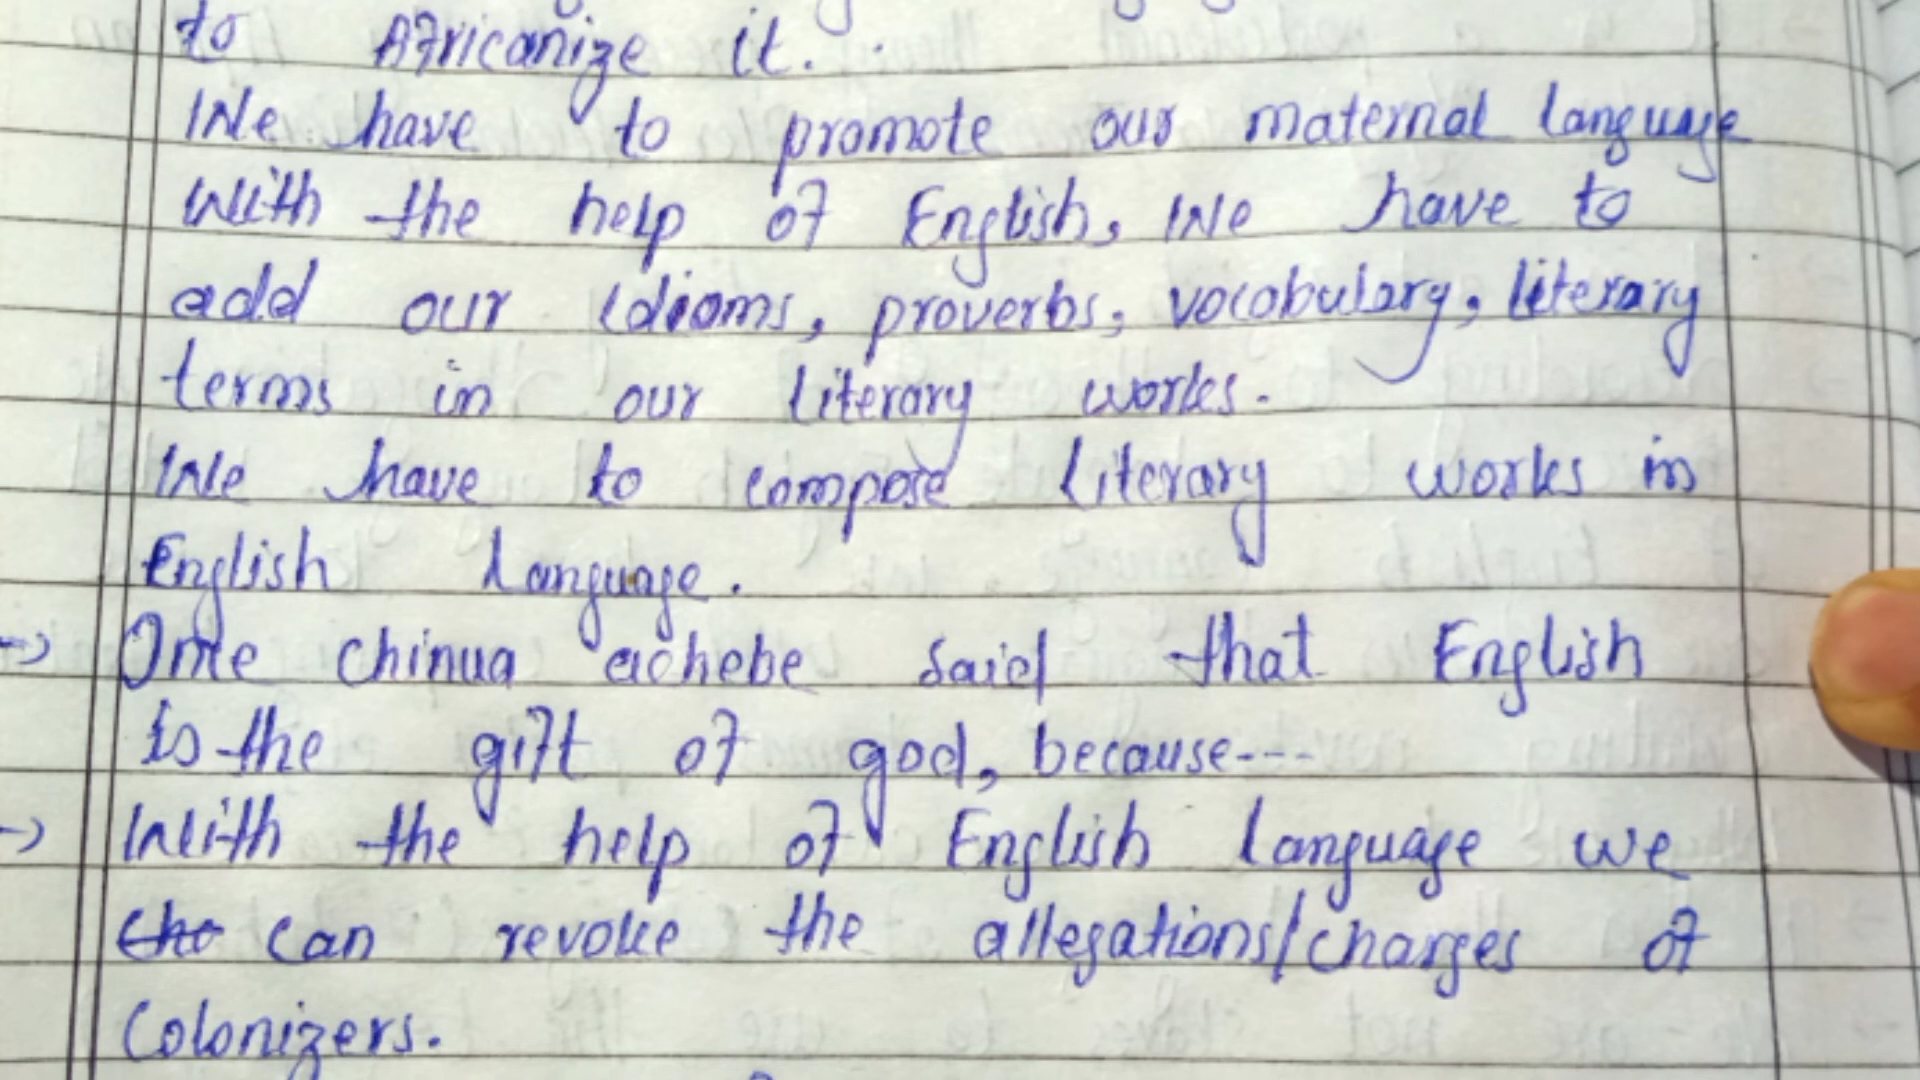 to Africanize it.
We have to promote our maternal language
with the help of English, we have to
add our idioms, proverbs, vocabulary, literary
terms in our literary works.
We have to compose literary works in
English language.
→ Once chinua achebe said that English
is the gift of god, because---
→ With the help of English language we
can revoke the allegations/charges of
Colonizers.